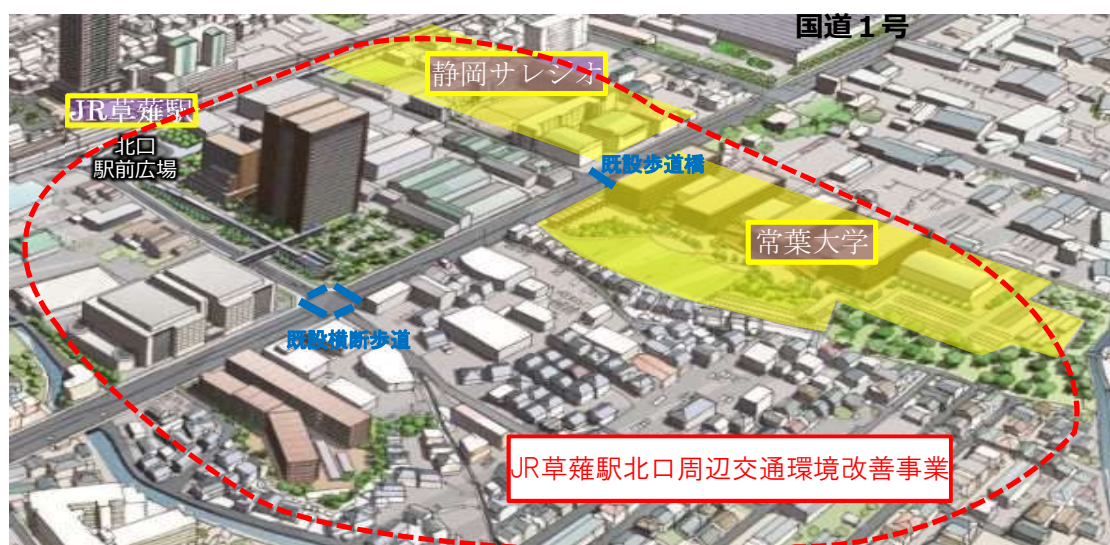 国道１号
静岡サレジオ
JR草薙駅
北口
駅前広場
既設歩道橋
常葉大学
既設横断歩道
JR草薙駅北口周辺交通環境改善事業